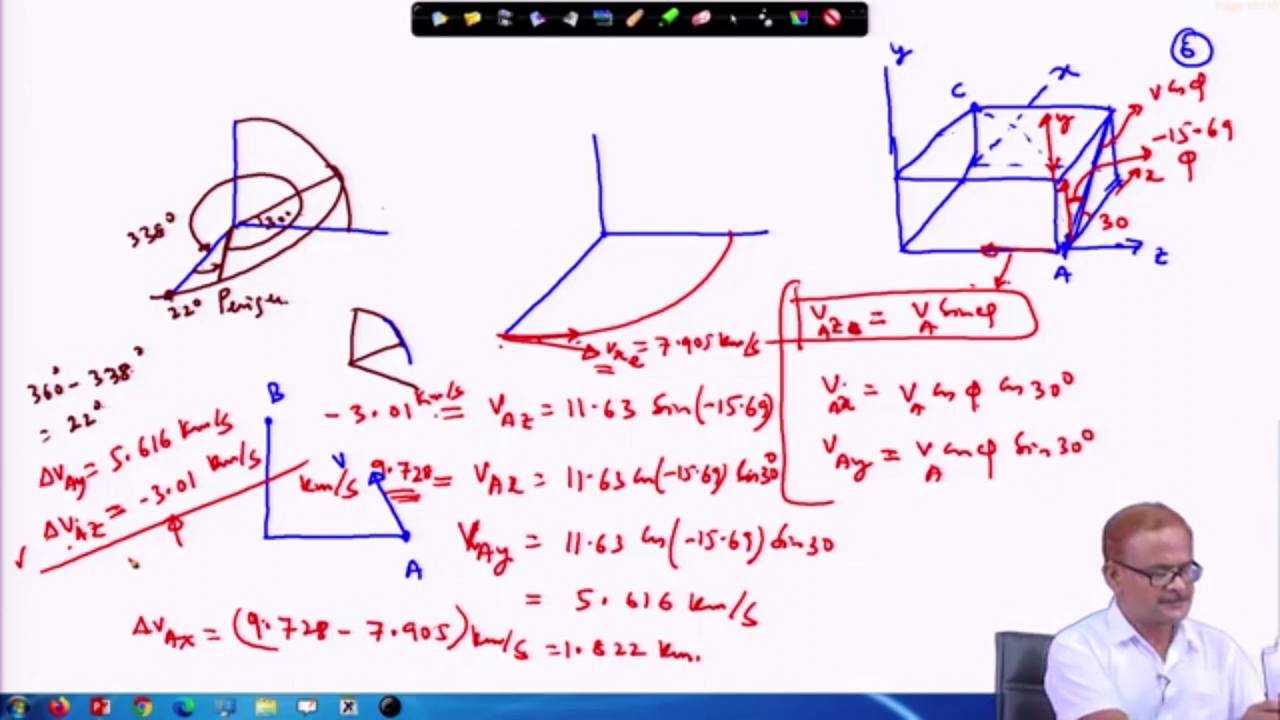 6
y
C
x
V cos φ
-15.69
φ
y
x
30
A
z
338°
30°
22° Perigee
360° - 338°
= 22°
ΔV_Ay = 5.616 km/s
ΔV_Az = -3.01 km/s
φ
B
V
A
ΔV_x = 7.905 km/s
V_Az = V_A sin φ
V_Ax = V_A cos φ cos 30°
V_Ay = V_A cos φ sin 30°
-3.01 km/s = V_Az = 11.63 sin(-15.69)
km/s 9.728 = V_Ax = 11.63 cos(-15.69) cos 30°
V_Ay = 11.63 cos(-15.69) sin 30
= 5.616 km/s
ΔV_Ax = (9.728 - 7.905) km/s = 1.822 km.